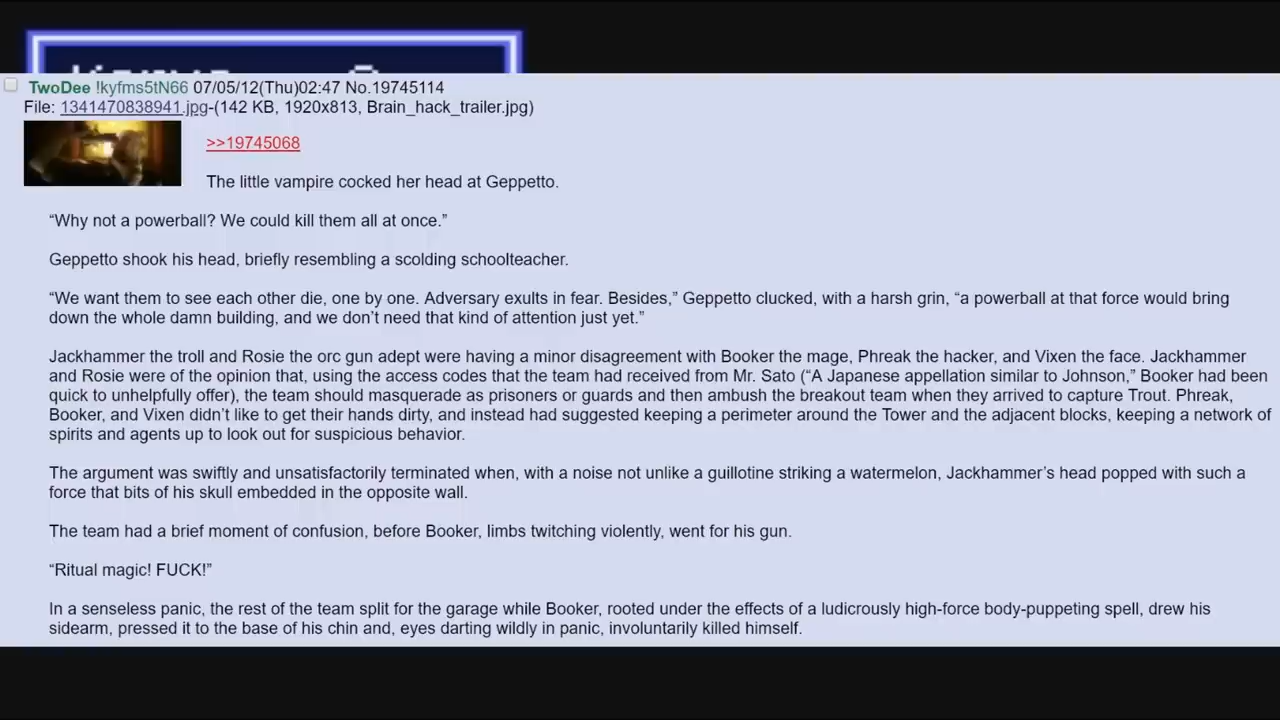 TwoDee !kyfms5tN66 07/05/12(Thu)02:47 No.19745114
File: 1341470838941.jpg-(142 KB, 1920x813, Brain_hack_trailer.jpg)
>>19745068
The little vampire cocked her head at Geppetto.
“Why not a powerball? We could kill them all at once.”
Geppetto shook his head, briefly resembling a scolding schoolteacher.
“We want them to see each other die, one by one. Adversary exults in fear. Besides,” Geppetto clucked, with a harsh grin, “a powerball at that force would bring
down the whole damn building, and we don’t need that kind of attention just yet.”
Jackhammer the troll and Rosie the orc gun adept were having a minor disagreement with Booker the mage, Phreak the hacker, and Vixen the face. Jackhammer
and Rosie were of the opinion that, using the access codes that the team had received from Mr. Sato (“A Japanese appellation similar to Johnson,” Booker had been
quick to unhelpfully offer), the team should masquerade as prisoners or guards and then ambush the breakout team when they arrived to capture Trout. Phreak,
Booker, and Vixen didn’t like to get their hands dirty, and instead had suggested keeping a perimeter around the Tower and the adjacent blocks, keeping a network of
spirits and agents up to look out for suspicious behavior.
The argument was swiftly and unsatisfactorily terminated when, with a noise not unlike a guillotine striking a watermelon, Jackhammer’s head popped with such a
force that bits of his skull embedded in the opposite wall.
The team had a brief moment of confusion, before Booker, limbs twitching violently, went for his gun.
“Ritual magic! FUCK!”
In a senseless panic, the rest of the team split for the garage while Booker, rooted under the effects of a ludicrously high-force body-puppeting spell, drew his
sidearm, pressed it to the base of his chin and, eyes darting wildly in panic, involuntarily killed himself.